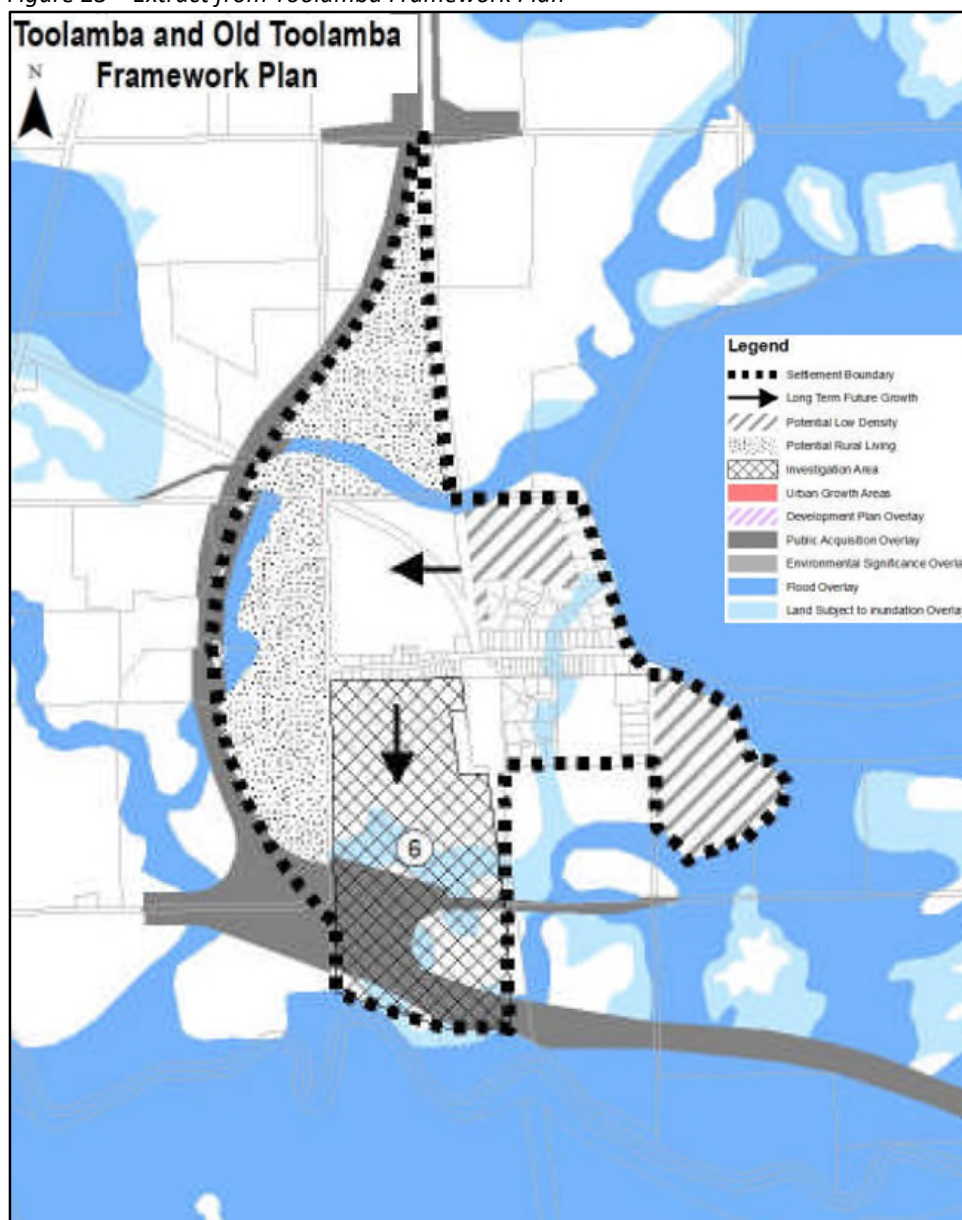 Figure 23 – Extract from Toolamba Framework Plan
Toolamba and Old Toolamba
Framework Plan
N
Legend
Settlement Boundary
Long Term Future Growth
Potential Low Density
Potential Rural Living
Investigation Area
Urban Growth Areas
Development Plan Overlay
Public Acquisition Overlay
Environmental Significance Overla
Flood Overlay
Land Subject to inundation Overla
6